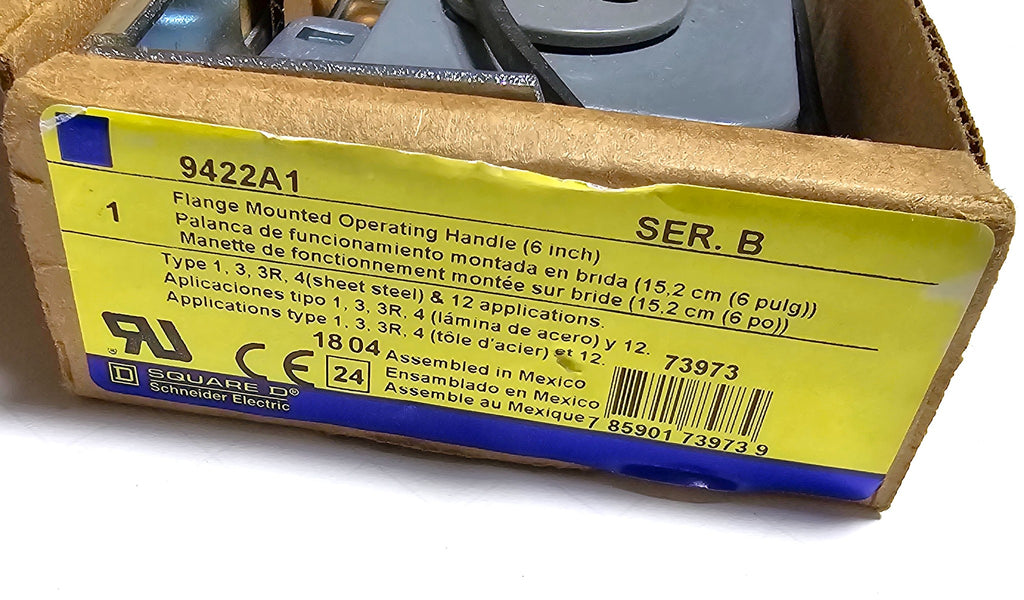 9422A1
SER. B
1
Flange Mounted Operating Handle (6 inch)
Palanca de funcionamiento montada en brida (15,2 cm (6 pulg))
Manette de fonctionnement montée sur bride (15,2 cm (6 po))
Type 1, 3, 3R, 4(sheet steel) & 12 applications.
Aplicaciones tipo 1, 3, 3R, 4 (lámina de acero) y 12.
Applications type 1, 3, 3R, 4 (tôle d'acier) et 12.
73973
1804
24
CE
RU
Assembled in Mexico
Ensamblado en Mexico
Assemble au Mexique
SQUARE D®
Schneider Electric
7 85901 73973 9